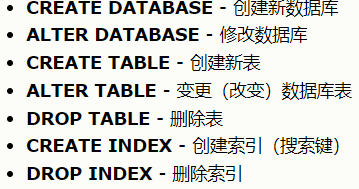 • CREATE DATABASE - 创建新数据库
• ALTER DATABASE - 修改数据库
• CREATE TABLE - 创建新表
• ALTER TABLE - 变更（改变）数据库表
• DROP TABLE - 删除表
• CREATE INDEX - 创建索引（搜索键）
• DROP INDEX - 删除索引